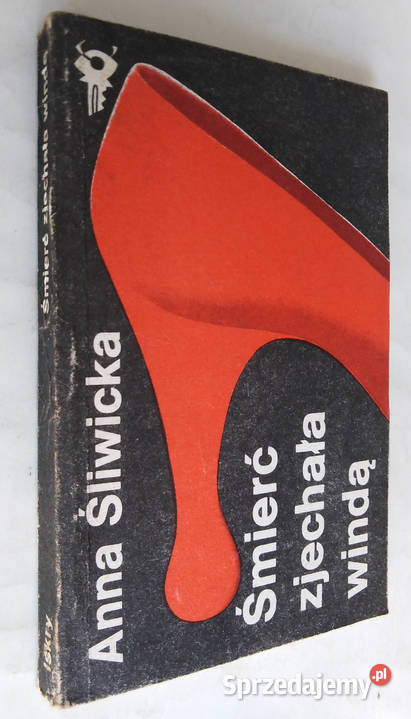 Anna Śliwicka
Śmierć
zjechała
windą
Śmierć zjechała windą
Iskry
Sprzedajemy.pl